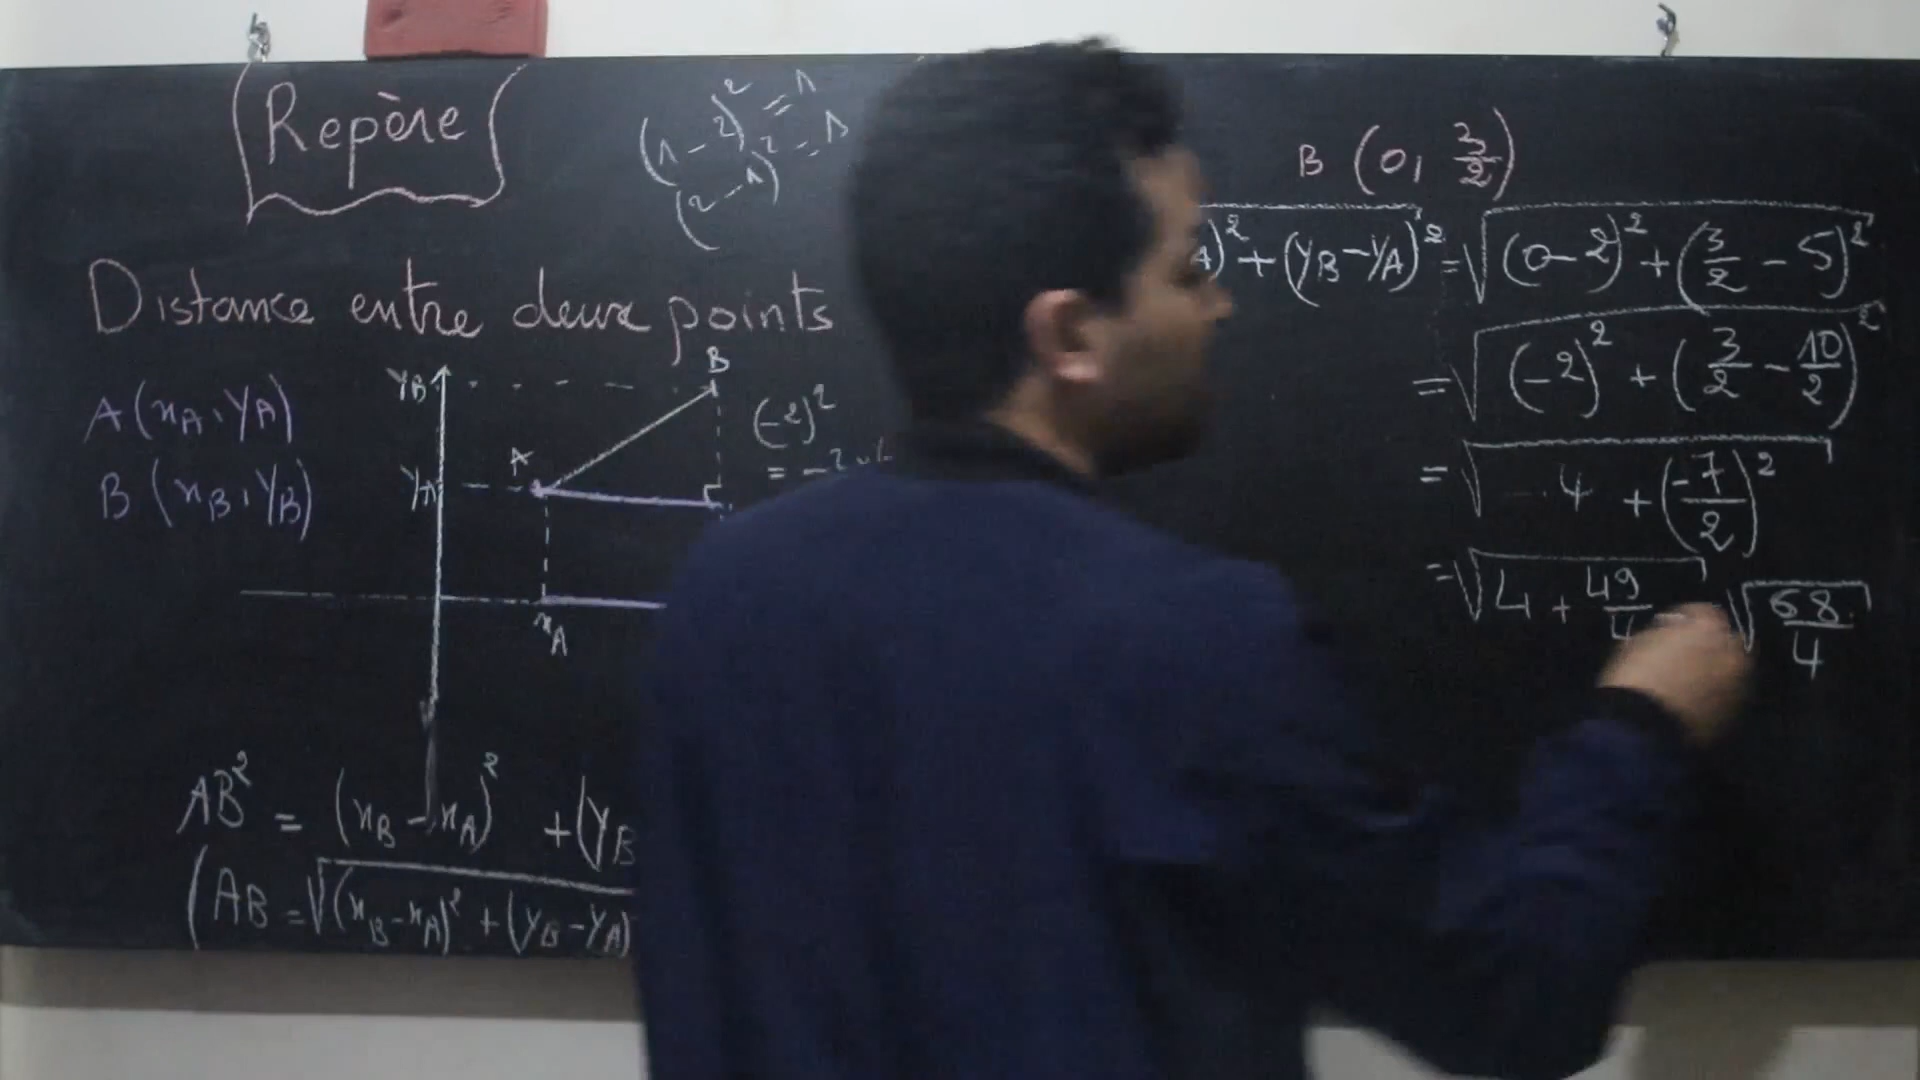 Repère
(1-2)² = 1
(2-1)² = 1
Distance entre deux points
A (xA, yA)
B (xB, yB)
yB
B
A
yA
xA
(-2)²
= -2
AB² = (xB - xA)² + (yB
(AB = √(xB-xA)² + (yB-yA)
B (0, 3/2)
A)² + (yB-yA)² = √(0-2)² + (3/2 - 5)²
= √(-2)² + (3/2 - 10/2)²
= √4 + (-7/2)²
= √4 + 49/4 √68/4